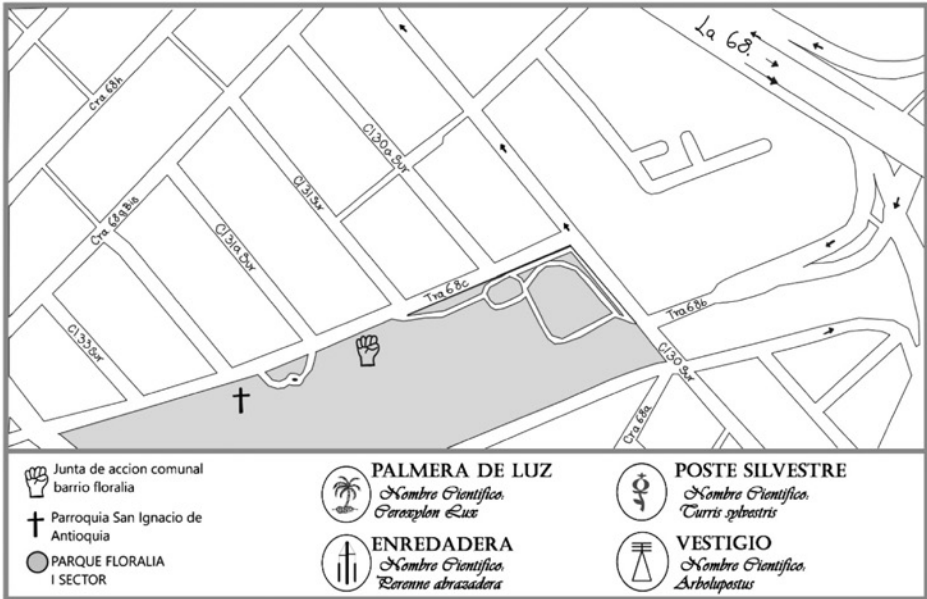 La 68.
Cra 68h
Cl 30a Sur
Cl 31 Sur
Cra 68g Bis
Cl 31a Sur
Tra 68c
Tra 68b
Cl 33 Sur
Cl 30 Sur
Cra 68a
Junta de accion comunal
barrio floralia
Parroquia San Ignacio de
Antioquia
PARQUE FLORALIA
I SECTOR
PALMERA DE LUZ
Nombre Cientifico:
Ceroxylon Lux
ENREDADERA
Nombre Cientifico:
Perenne abrazadera
POSTE SILVESTRE
Nombre Cientifico:
Turris sylvestris
VESTIGIO
Nombre Cientifico:
Arbolupostus